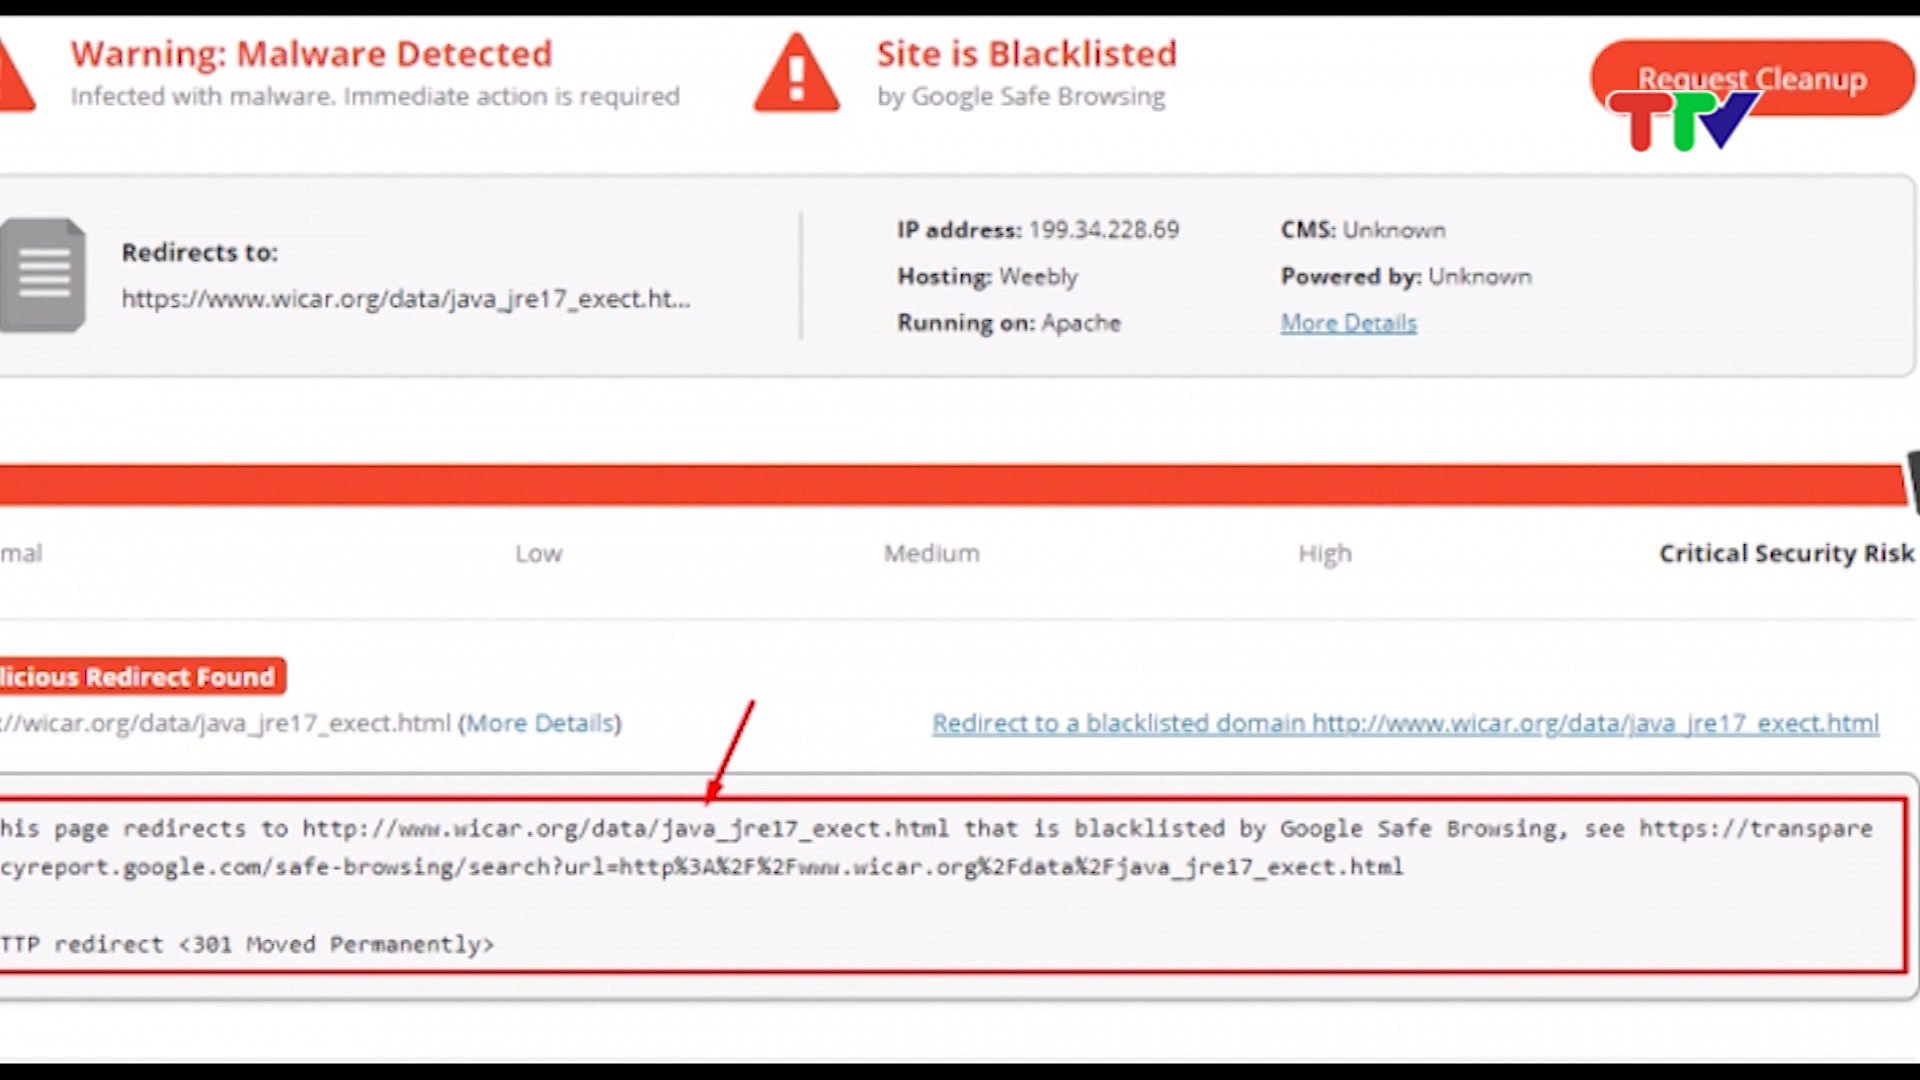 Warning: Malware Detected
Infected with malware. Immediate action is required
Site is Blacklisted
by Google Safe Browsing
Request Cleanup
TTV
Redirects to:
https://www.wicar.org/data/java_jre17_exect.ht...
IP address: 199.34.228.69
Hosting: Weebly
Running on: Apache
CMS: Unknown
Powered by: Unknown
More Details
mal
Low
Medium
High
Critical Security Risk
licious Redirect Found
://wicar.org/data/java_jre17_exect.html (More Details)
Redirect to a blacklisted domain http://www.wicar.org/data/java_jre17_exect.html
his page redirects to http://www.wicar.org/data/java_jre17_exect.html that is blacklisted by Google Safe Browsing, see https://transpare
cyreport.google.com/safe-browsing/search?url=http%3A%2F%2Fwww.wicar.org%2Fdata%2Fjava_jre17_exect.html
TTP redirect <301 Moved Permanently>